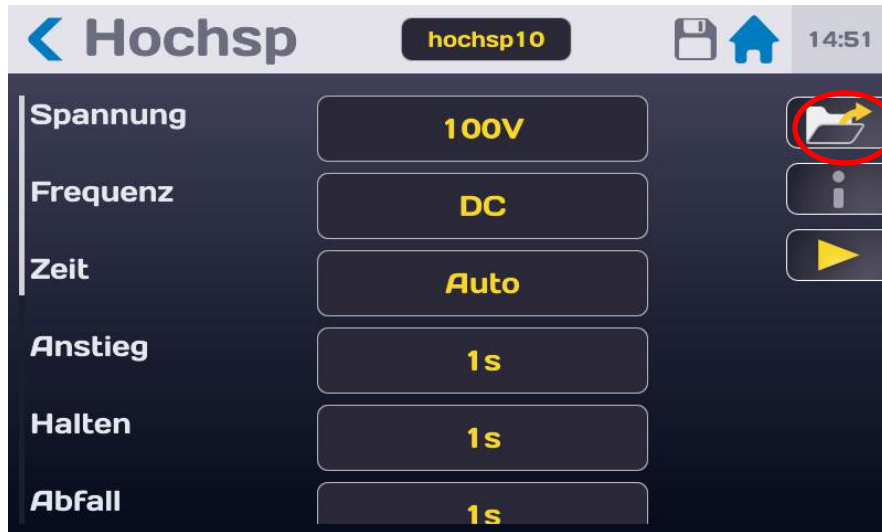 Hochsp hochsp10 14:51
Spannung 100V
Frequenz DC
Zeit Auto
Anstieg 1s
Halten 1s
Abfall 1s